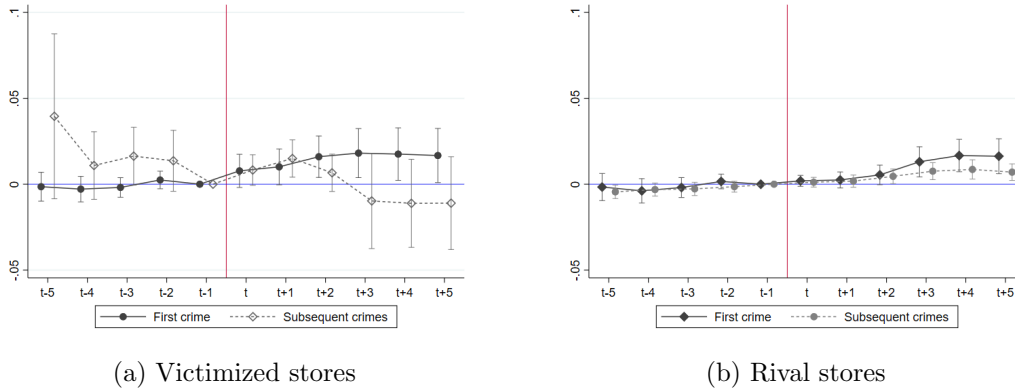 .1
.05
0
-.05
t-5 t-4 t-3 t-2 t-1 t t+1 t+2 t+3 t+4 t+5
First crime Subsequent crimes
(a) Victimized stores
.1
.05
0
-.05
t-5 t-4 t-3 t-2 t-1 t t+1 t+2 t+3 t+4 t+5
First crime Subsequent crimes
(b) Rival stores